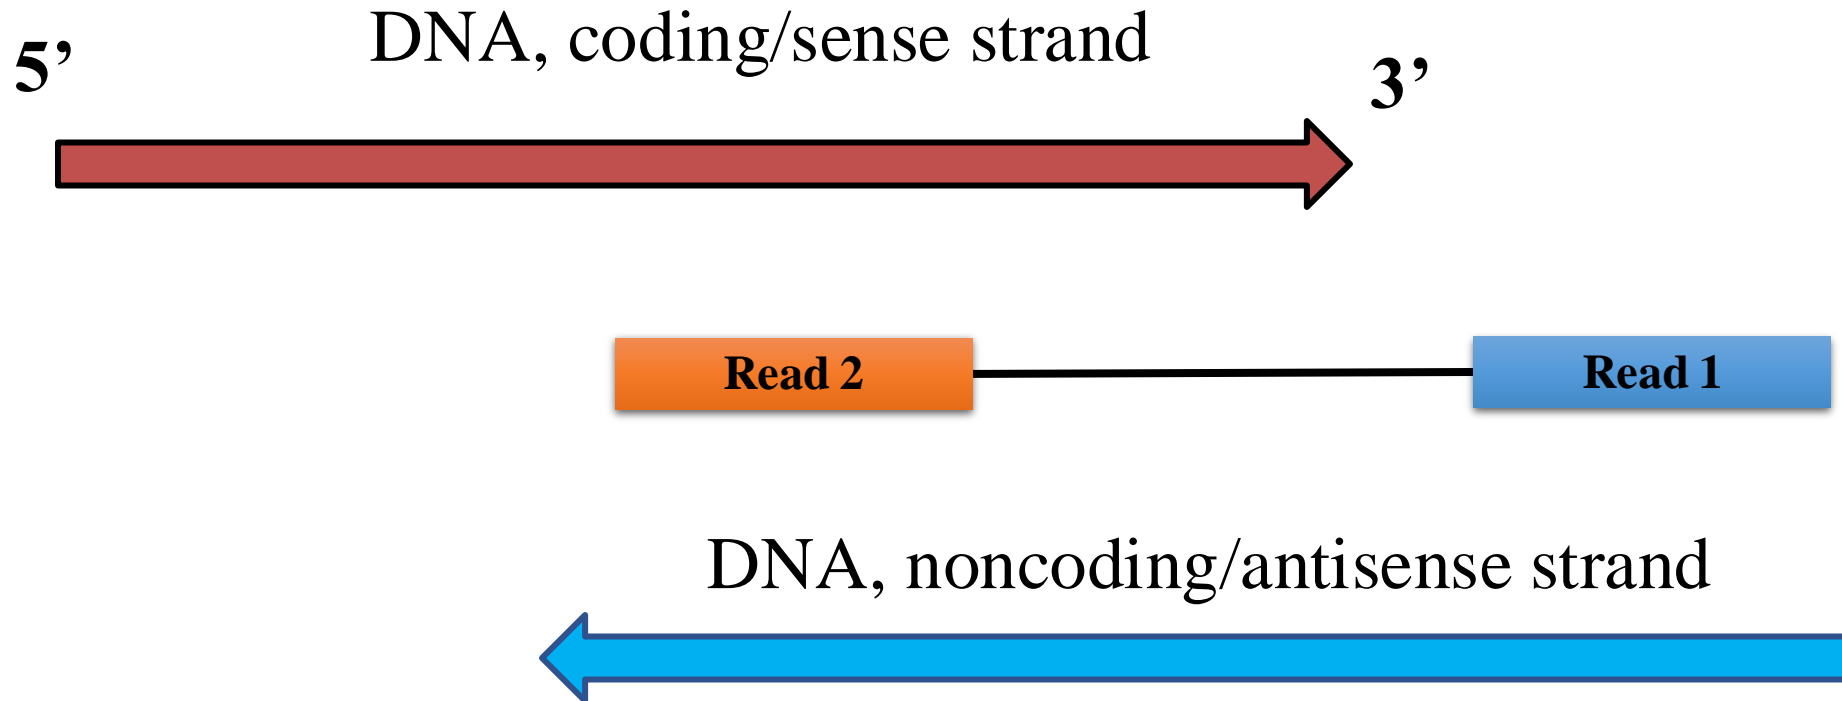 DNA, coding/sense strand
5’
3’
Read 2
Read 1
DNA, noncoding/antisense strand